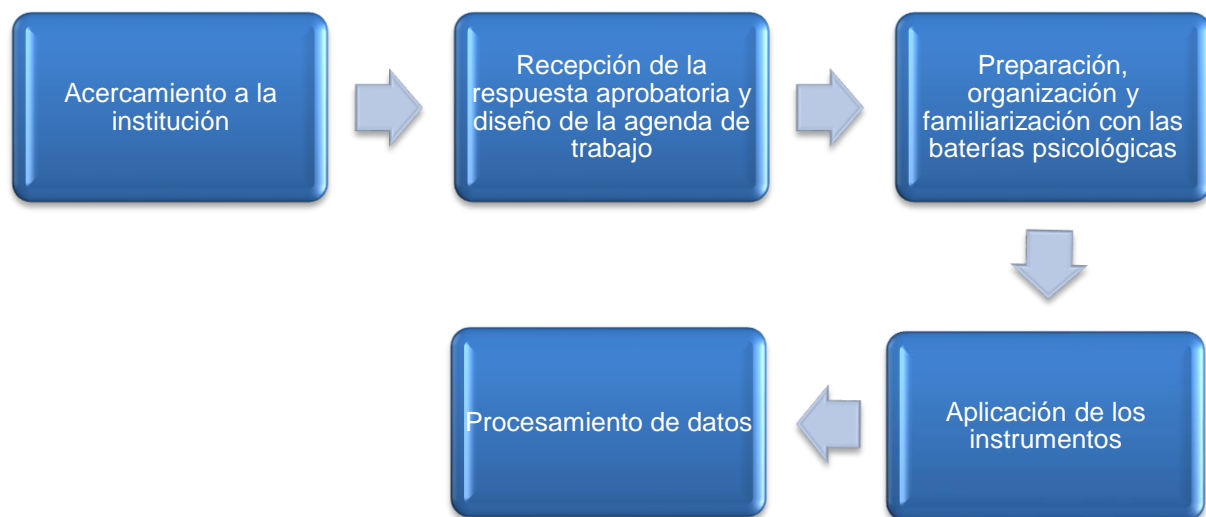 Acercamiento a la
institución
Recepción de la
respuesta aprobatoria y
diseño de la agenda de
trabajo
Preparación,
organización y
familiarización con las
baterías psicológicas
Aplicación de los
instrumentos
Procesamiento de datos